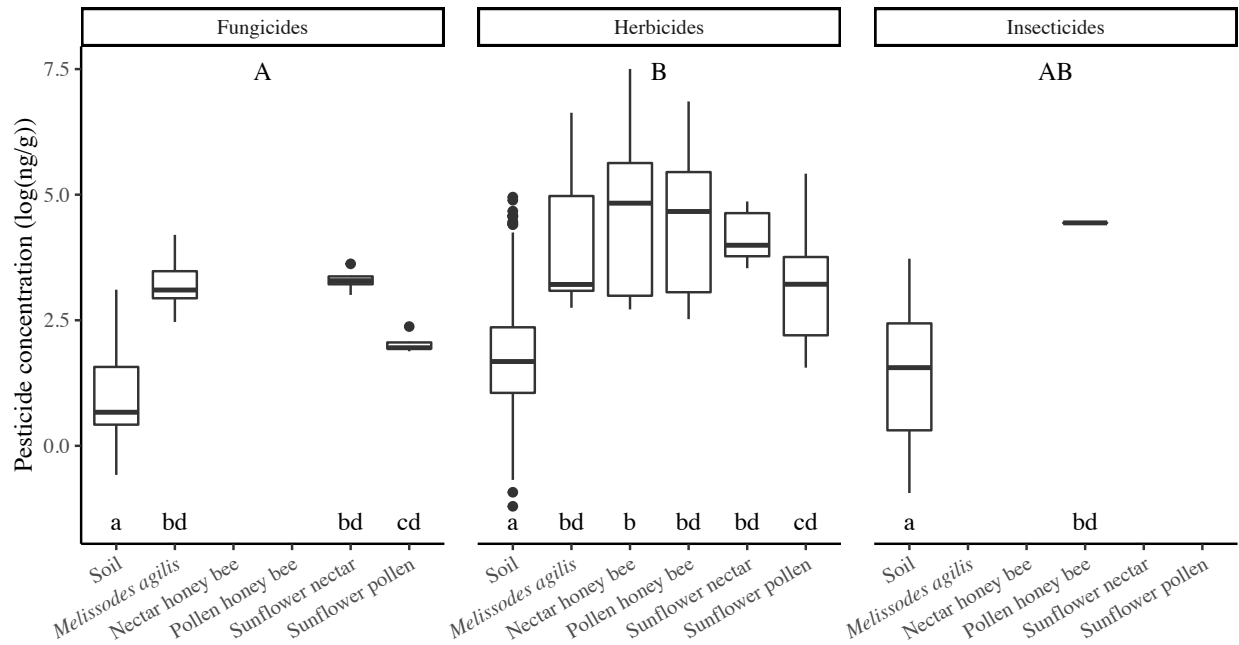 Fungicides Herbicides Insecticides
A B AB
Pesticide concentration (log(ng/g))
7.5
5.0
2.5
0.0
a bd bd cd a bd b bd bd cd a bd
Soil Melissodes agilis Nectar honey bee Pollen honey bee Sunflower nectar Sunflower pollen
Soil Melissodes agilis Nectar honey bee Pollen honey bee Sunflower nectar Sunflower pollen
Soil Melissodes agilis Nectar honey bee Pollen honey bee Sunflower nectar Sunflower pollen